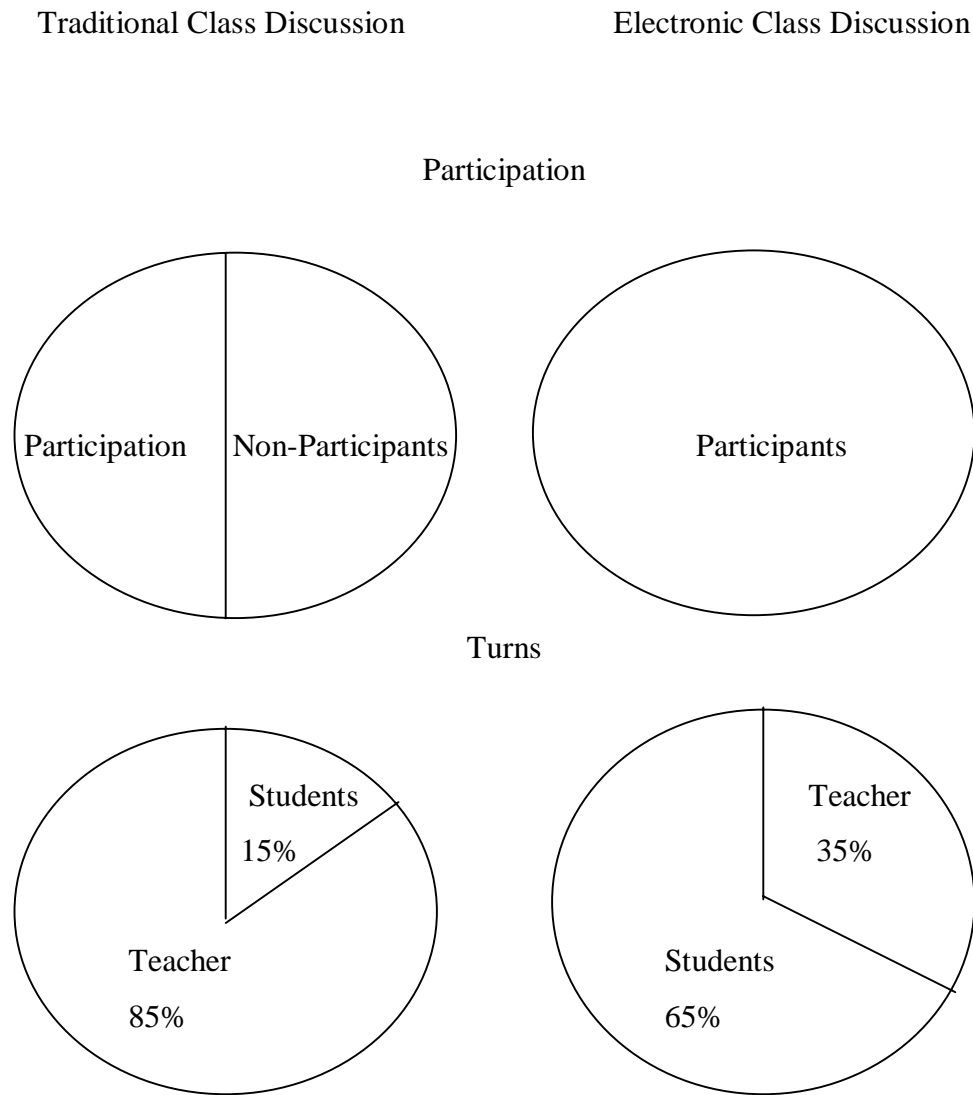 Traditional Class Discussion
Electronic Class Discussion
Participation
Participation
Non-Participants
Participants
Turns
Students
15%
Teacher
85%
Teacher
35%
Students
65%